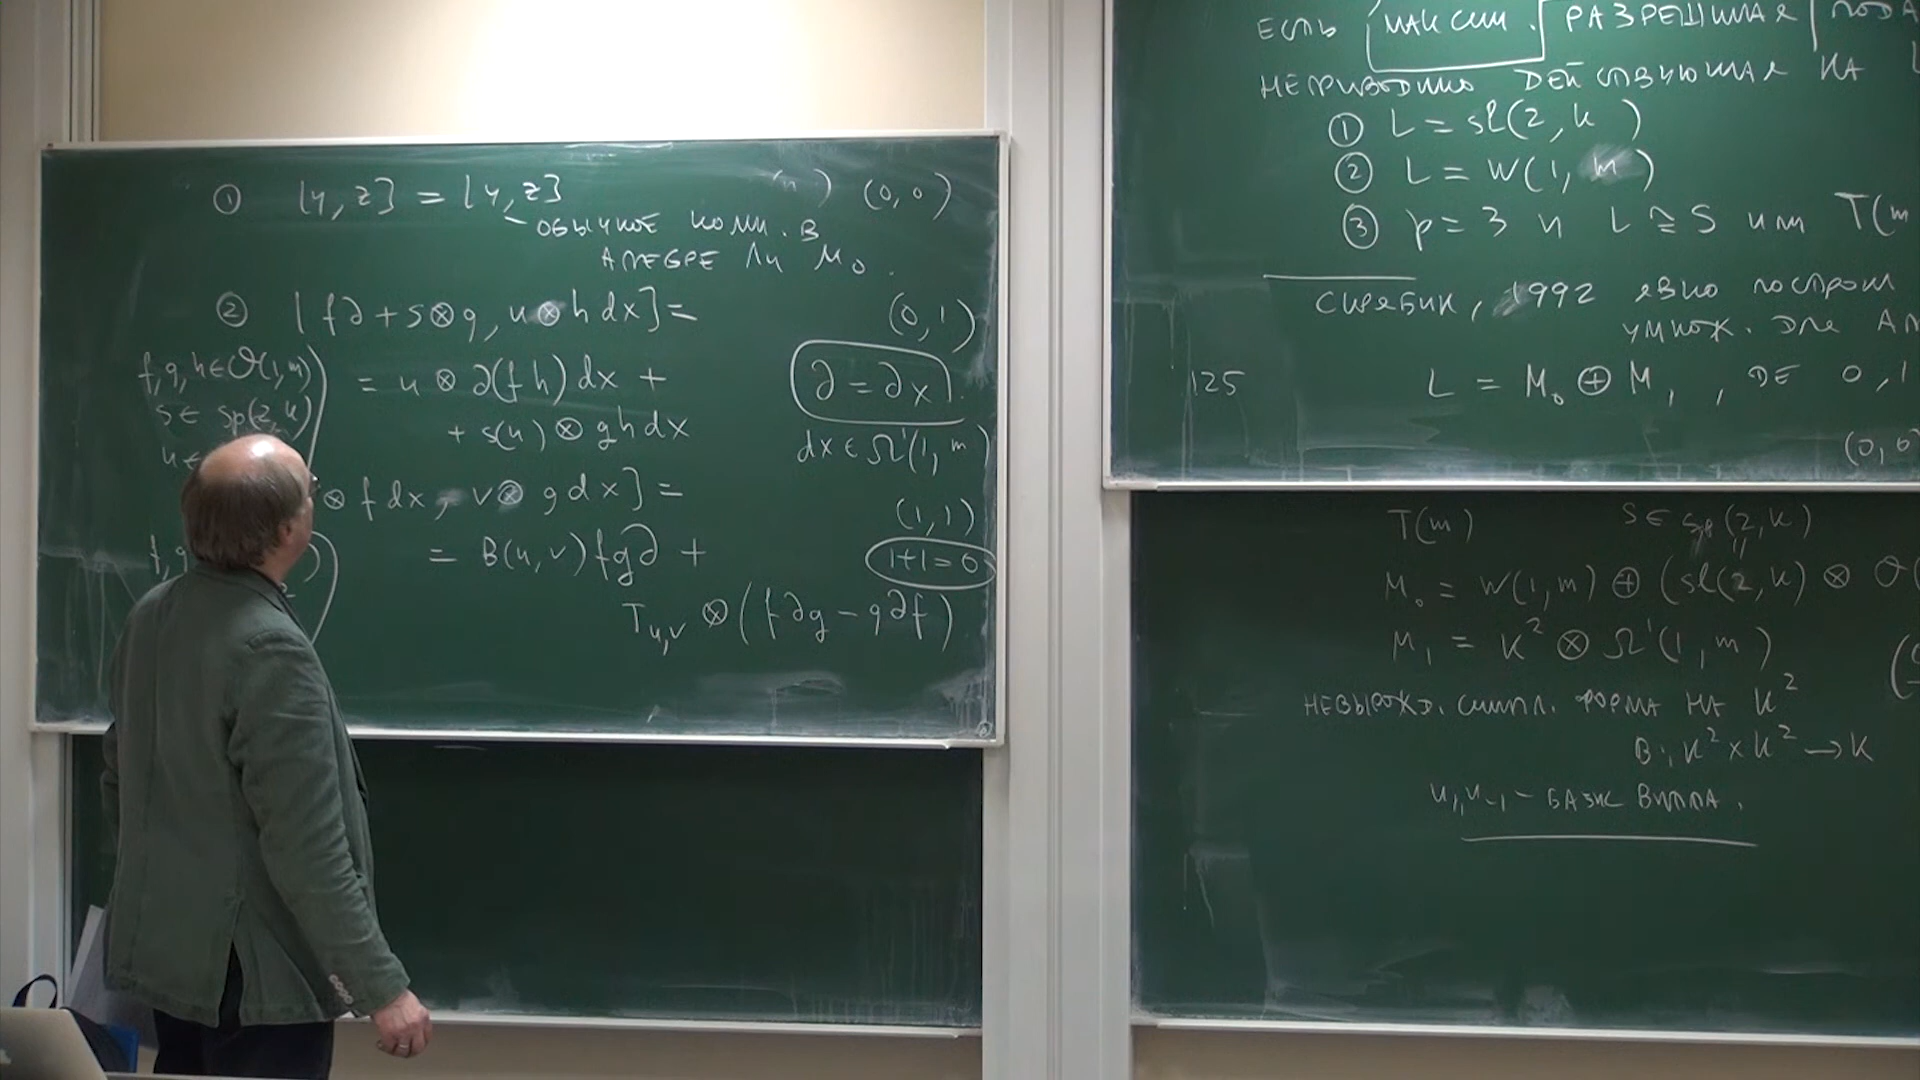 ① [y, z] = [y, z] (0, 0)
ОБЫЧНОЕ КОММ. В
АЛГЕБРЕ ЛИ M₀.
② [f∂ + s⊗g, u⊗h dx] = (0, 1)
f, g, h ∈ O(1, m)
= u ⊗ ∂(fh) dx +
∂ = ∂x
s ∈ sp(2, k)
+ s(u) ⊗ gh dx
dx ∈ Ω¹(1, m)
u ∈
⊗ f dx, v ⊗ g dx] = (1, 1)
f, g
= B(u, v) fg∂ +
1+1=0
T_{u,v} ⊗ (f∂g − g∂f)
ЕСТЬ МАКСИМ. РАЗРЕШИМАЯ ПОДА
НЕПРИВОДИМО ДЕЙСТВУЮЩАЯ НА L
① L = sl(2, k)
② L = W(1, m)
③ p = 3 и L ≅ S или T(m
СКРЯБИН, 1992 ЯВНО ПОСТРОИЛ
УМНОЖ. ДЛЯ АЛ
125
L = M₀ ⊕ M₁, ГДЕ 0, 1
(0, 0
T(m)
s ∈ sp(2, k)
M₀ = W(1, m) ⊕ (sl(2, k) ⊗ O(
M₁ = k² ⊗ Ω¹(1, m)
НЕВЫРОЖД. СИМПЛ. ФОРМА НА k²
B: k² × k² → k
u₁, u₋₁ – БАЗИС ВИТТА.